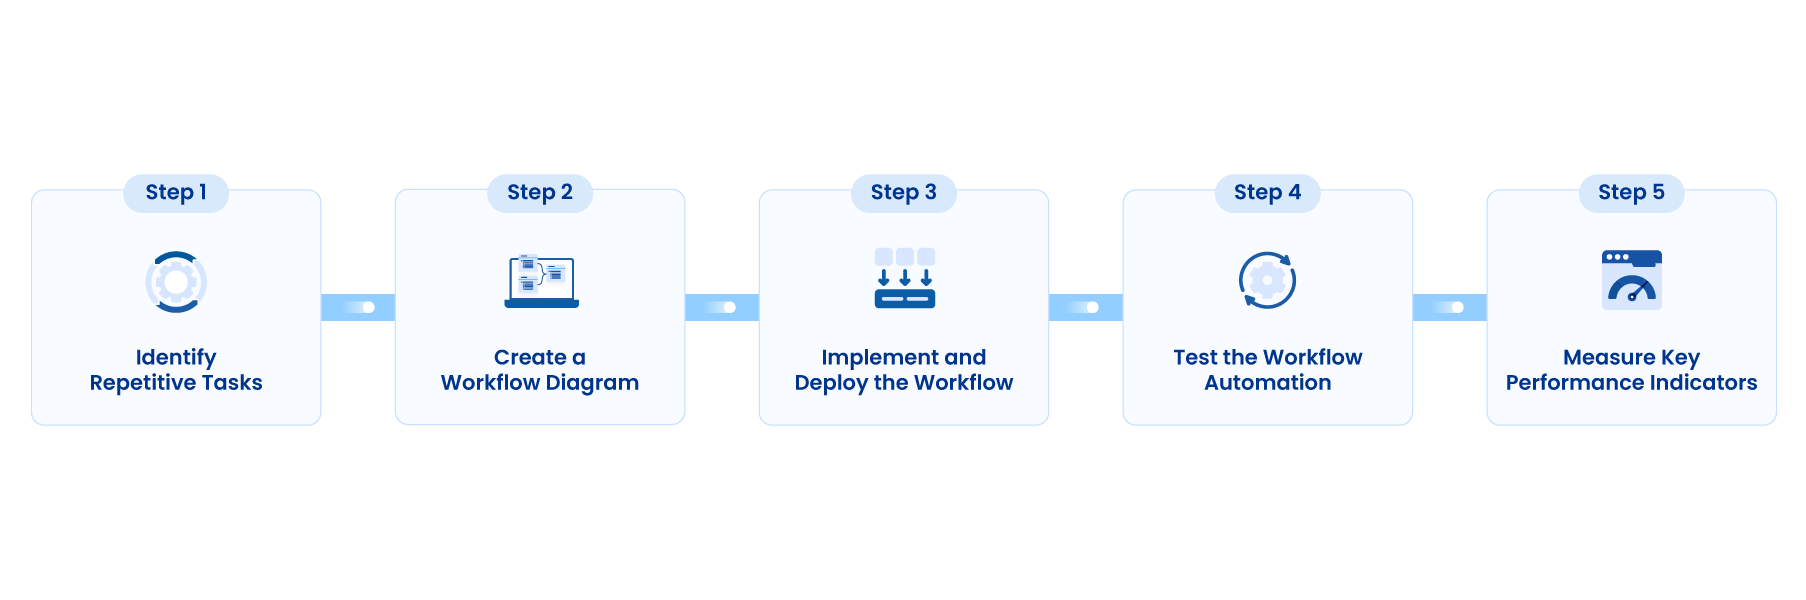 Step 1
Identify
Repetitive Tasks
Step 2
Create a
Workflow Diagram
Step 3
Implement and
Deploy the Workflow
Step 4
Test the Workflow
Automation
Step 5
Measure Key
Performance Indicators